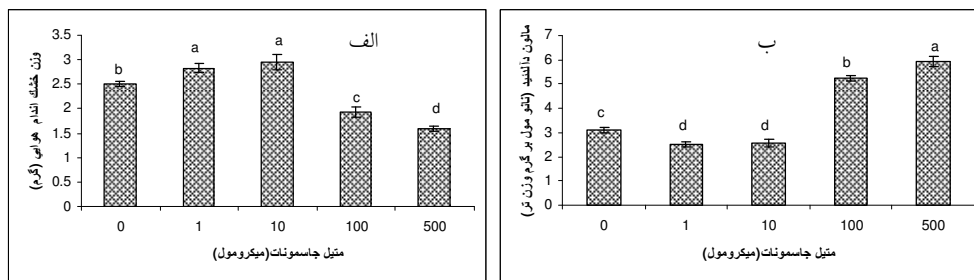 الف
وزن خشک اندام هوایی (گرم)
3.5
3
2.5
2
1.5
1
0.5
0
b
a
a
c
d
0 1 10 100 500
متیل جاسمونات(میکرومول)
ب
مالون دآلدئید (نانو مول بر گرم وزن تر)
7
6
5
4
3
2
1
0
c
d
d
b
a
0 1 10 100 500
متیل جاسمونات(میکرومول)